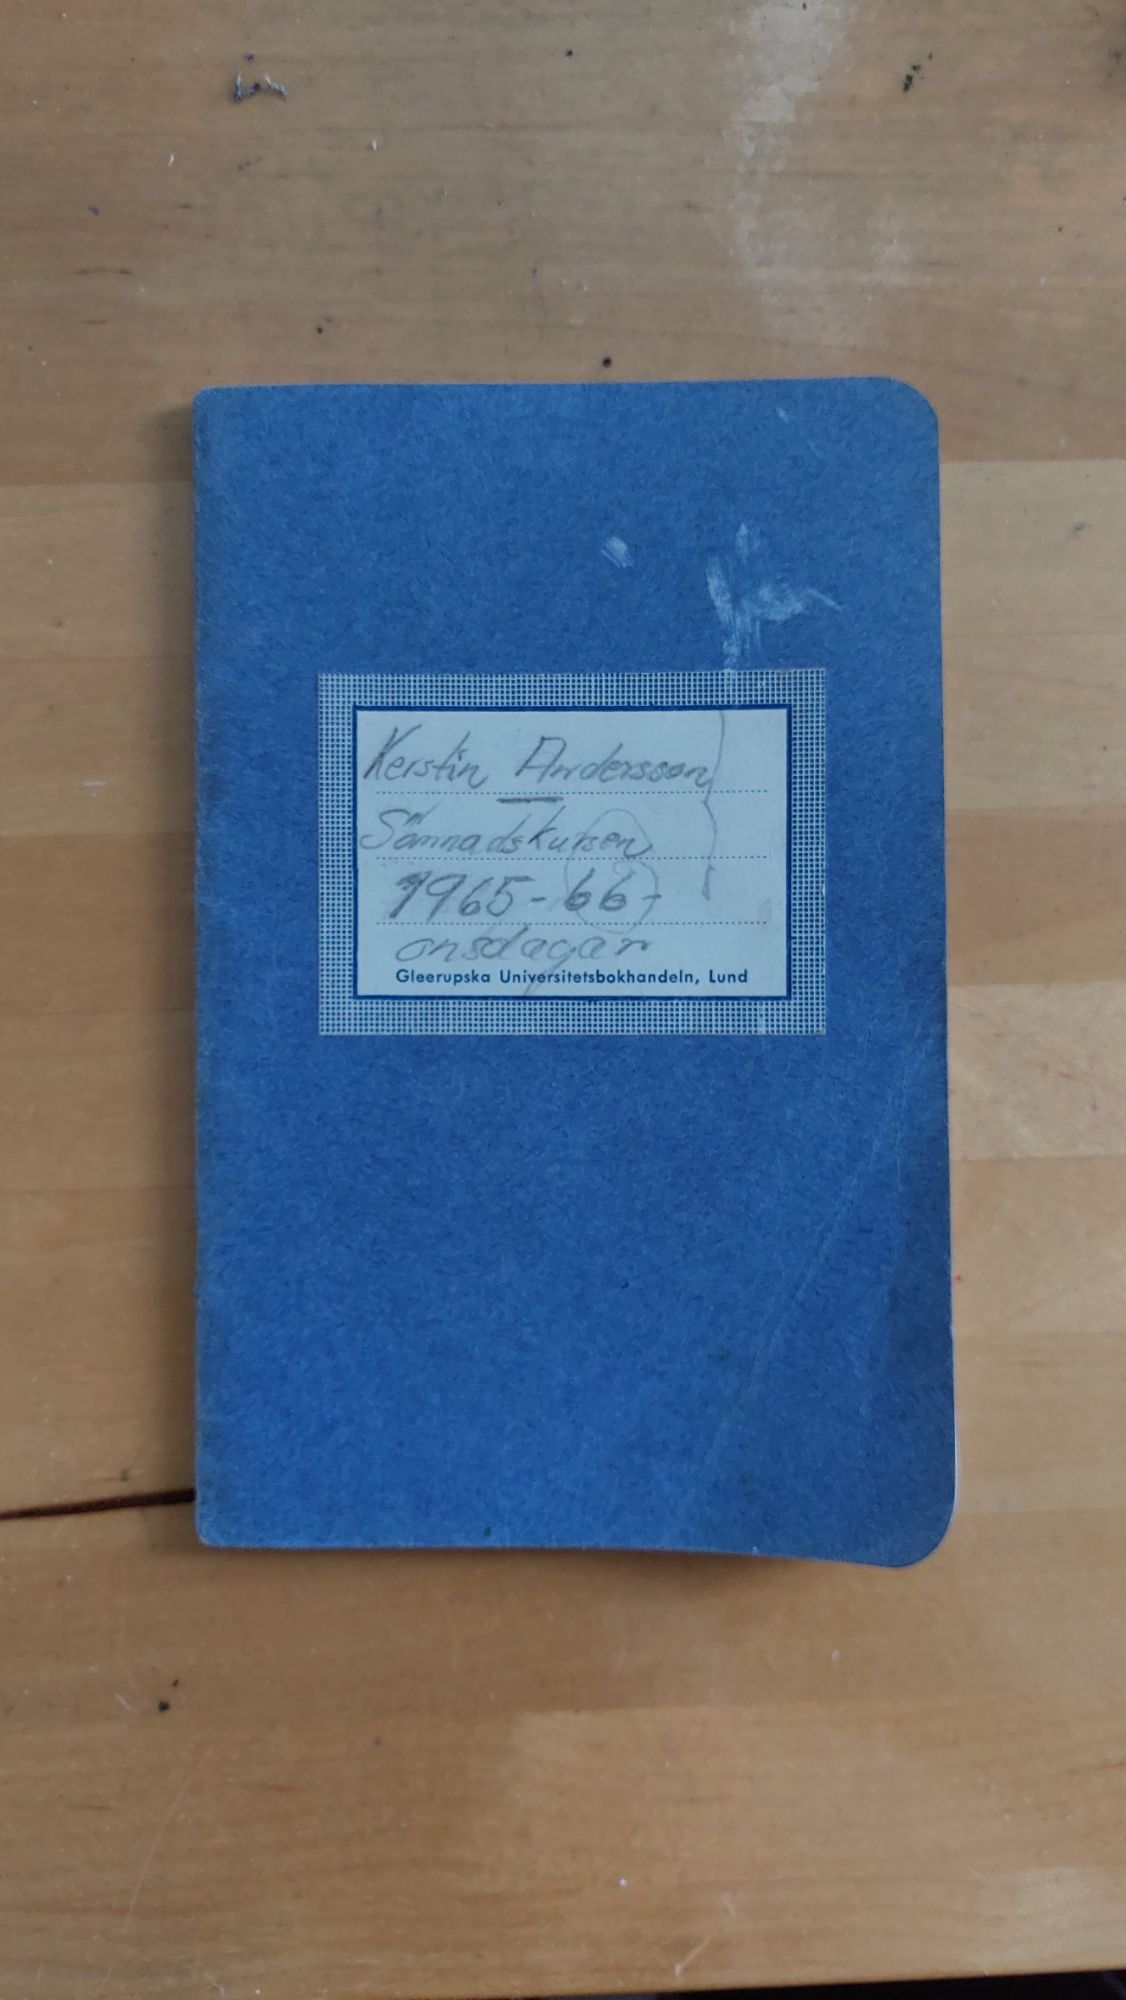 Kerstin Andersson
Sömnadskursen
1965-66-
onsdagar
Gleerupska Universitetsbokhandeln, Lund